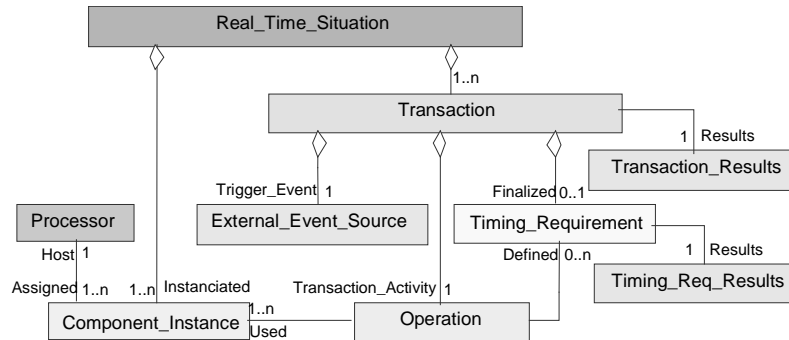 Real_Time_Situation
1..n
Transaction
1 Results
Transaction_Results
Trigger_Event 1
Finalized 0..1
Processor
External_Event_Source
Timing_Requirement
Host 1
Defined 0..n
1 Results
Timing_Req_Results
Assigned 1..n
1..n Instanciated
Transaction_Activity 1
1..n
Component_Instance
Used
Operation